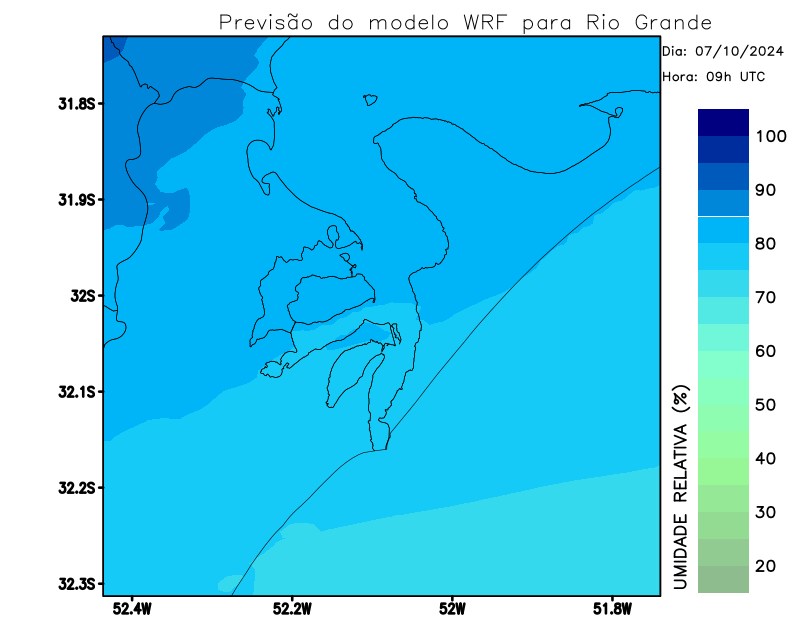 Previsão do modelo WRF para Rio Grande
Dia: 07/10/2024
Hora: 09h UTC
31.8S
31.9S
32S
32.1S
32.2S
32.3S
52.4W
52.2W
52W
51.8W
100
90
80
70
60
50
40
30
20
UMIDADE RELATIVA (%)